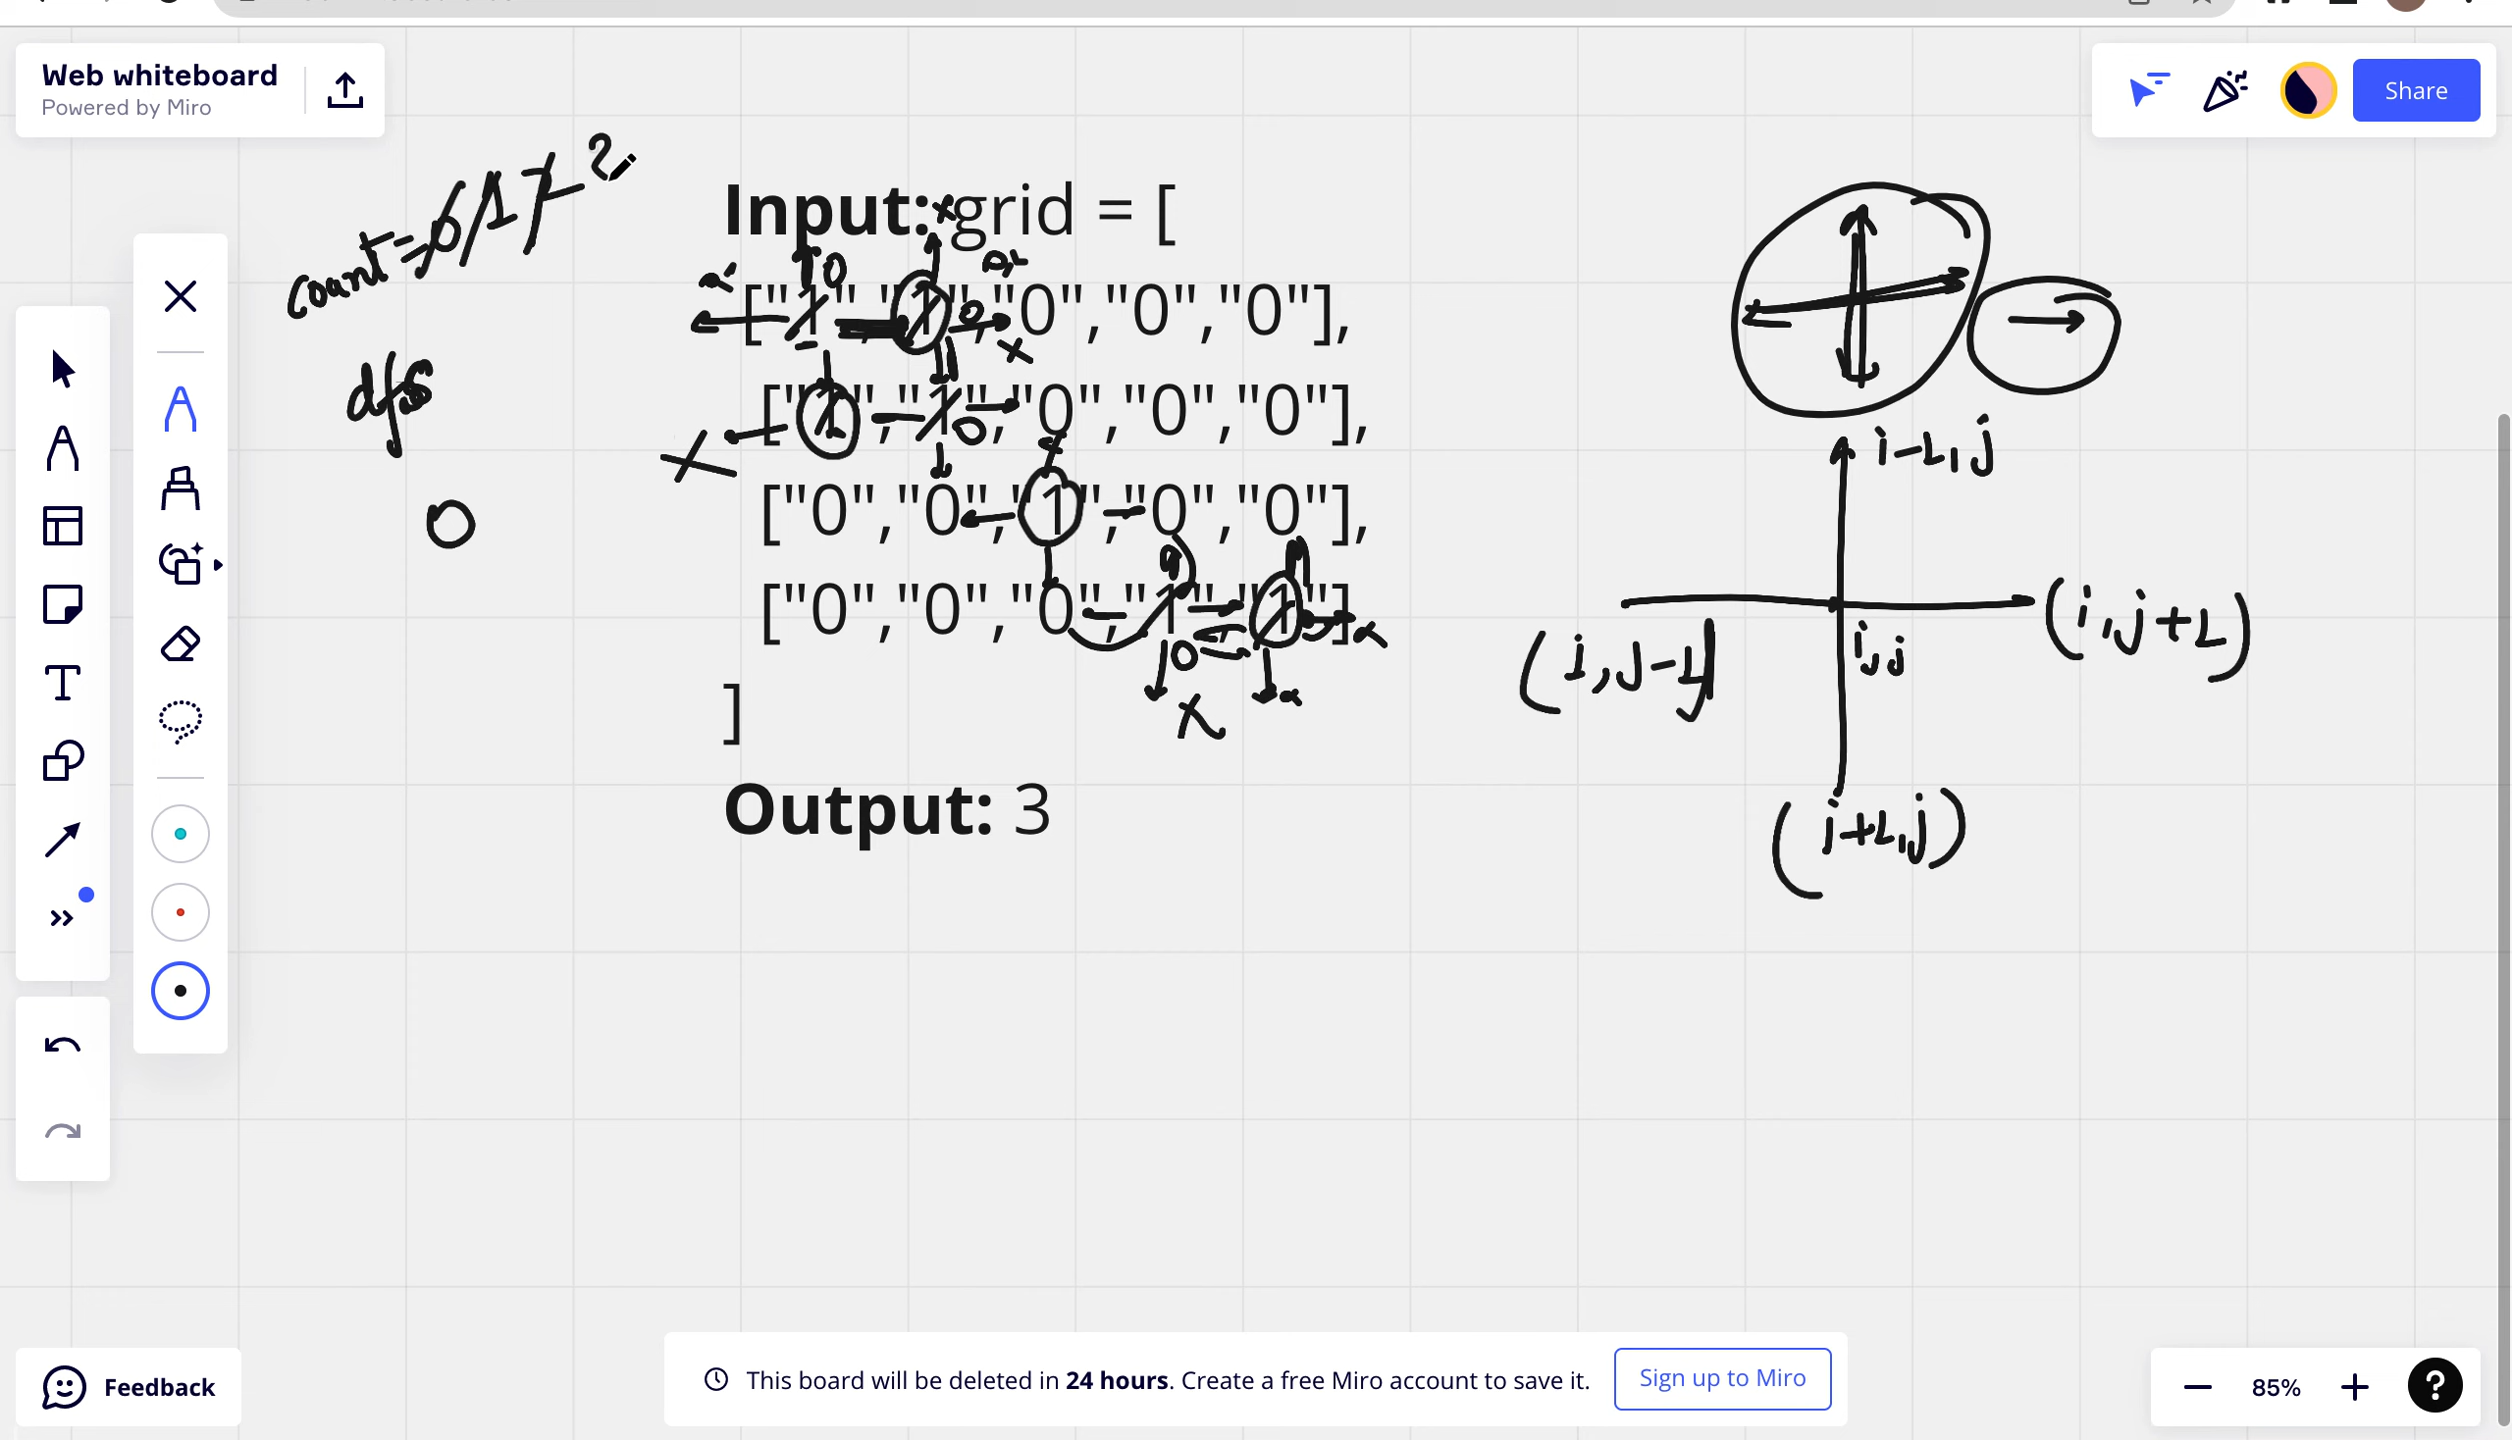 Web whiteboard
Powered by Miro
Share
count = 0 1 2 3
dfs
0
Input: grid = [
["1","1","0","0","0"],
["1","1","0","0","0"],
["0","0","1","0","0"],
["0","0","0","1","1"]
]
Output: 3
i-1,j
(i,j-1)
i,j
(i,j+1)
(i+1,j)
Feedback
This board will be deleted in 24 hours. Create a free Miro account to save it.
Sign up to Miro
85%